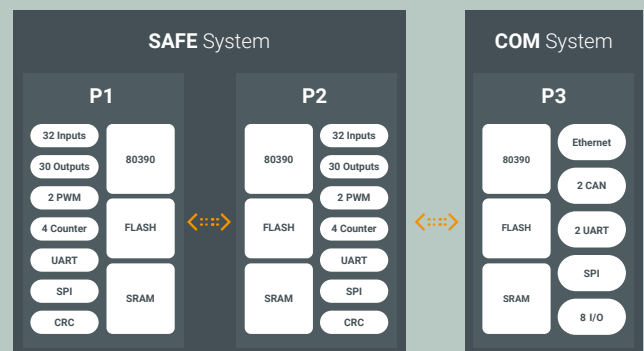 SAFE System
P1
32 Inputs
30 Outputs
2 PWM
4 Counter
UART
SPI
CRC
80390
FLASH
SRAM
P2
80390
FLASH
SRAM
32 Inputs
30 Outputs
2 PWM
4 Counter
UART
SPI
CRC
COM System
P3
80390
FLASH
SRAM
Ethernet
2 CAN
2 UART
SPI
8 I/O